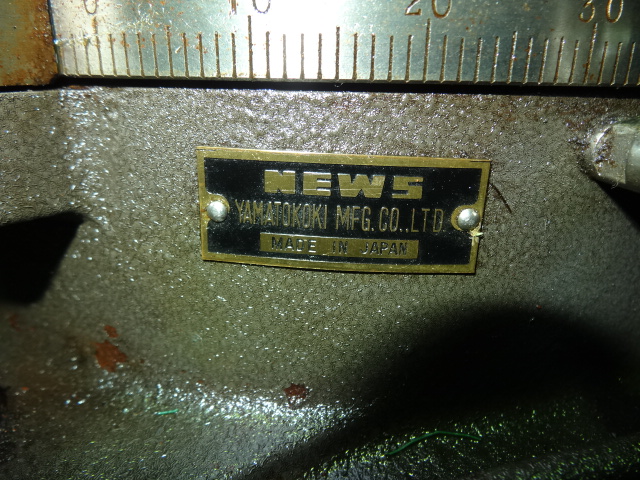 0 10 20 30
NEWS
YAMATOKOKI MFG. CO., LTD.
MADE IN JAPAN